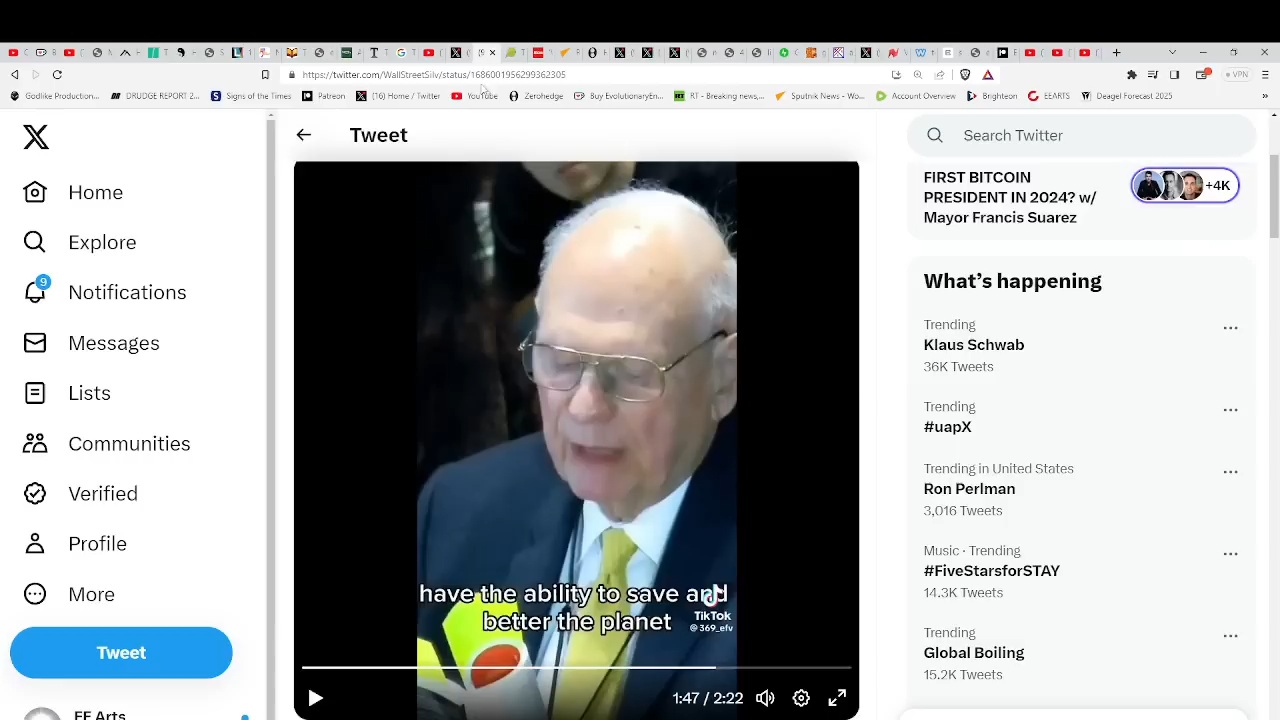 https://twitter.com/WallStreetSilv/status/1686001126299362305
VPN
Godlike Production...
DRUDGE REPORT 2...
Signs of the Times
Patreon
(16) Home / Twitter
YouTube
Zerohedge
Buy EvolutionaryEn...
RT - Breaking news,...
Sputnik News - Wo...
Account Overview
Brighteon
EEARTS
Deagel Forecast 2025
»
Home
Explore
9
Notifications
Messages
Lists
Communities
Verified
Profile
More
Tweet
EE Arts
Tweet
have the ability to save and
better the planet
TikTok
@369_efv
1:47 / 2:22
Search Twitter
FIRST BITCOIN
PRESIDENT IN 2024? w/
Mayor Francis Suarez
+4K
What's happening
Trending
Klaus Schwab
36K Tweets
Trending
#uapX
Trending in United States
Ron Perlman
3,016 Tweets
Music · Trending
#FiveStarsforSTAY
14.3K Tweets
Trending
Global Boiling
15.2K Tweets